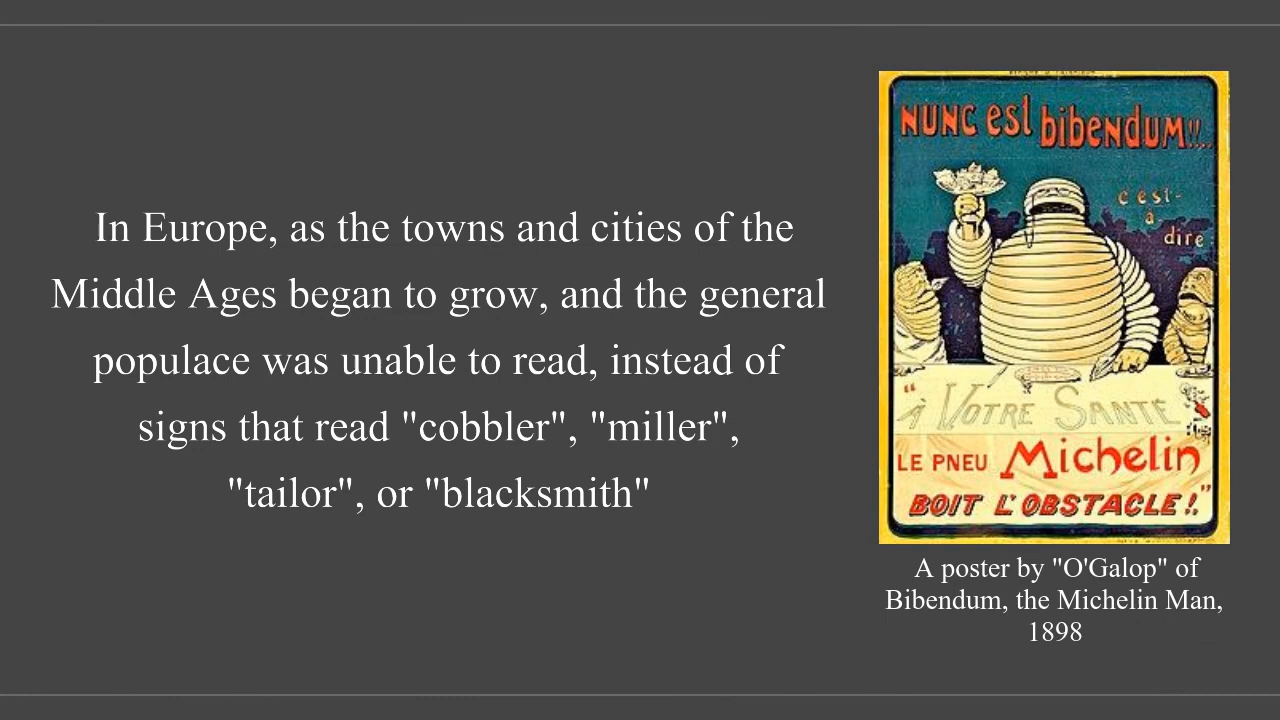 In Europe, as the towns and cities of the
Middle Ages began to grow, and the general
populace was unable to read, instead of
signs that read "cobbler", "miller",
"tailor", or "blacksmith"
NUNC est bibendum!!..
c'est-
à
dire:
"à VOTRE SANTÉ
LE PNEU Michelin
BOIT L'OBSTACLE!."
A poster by "O'Galop" of
Bibendum, the Michelin Man,
1898